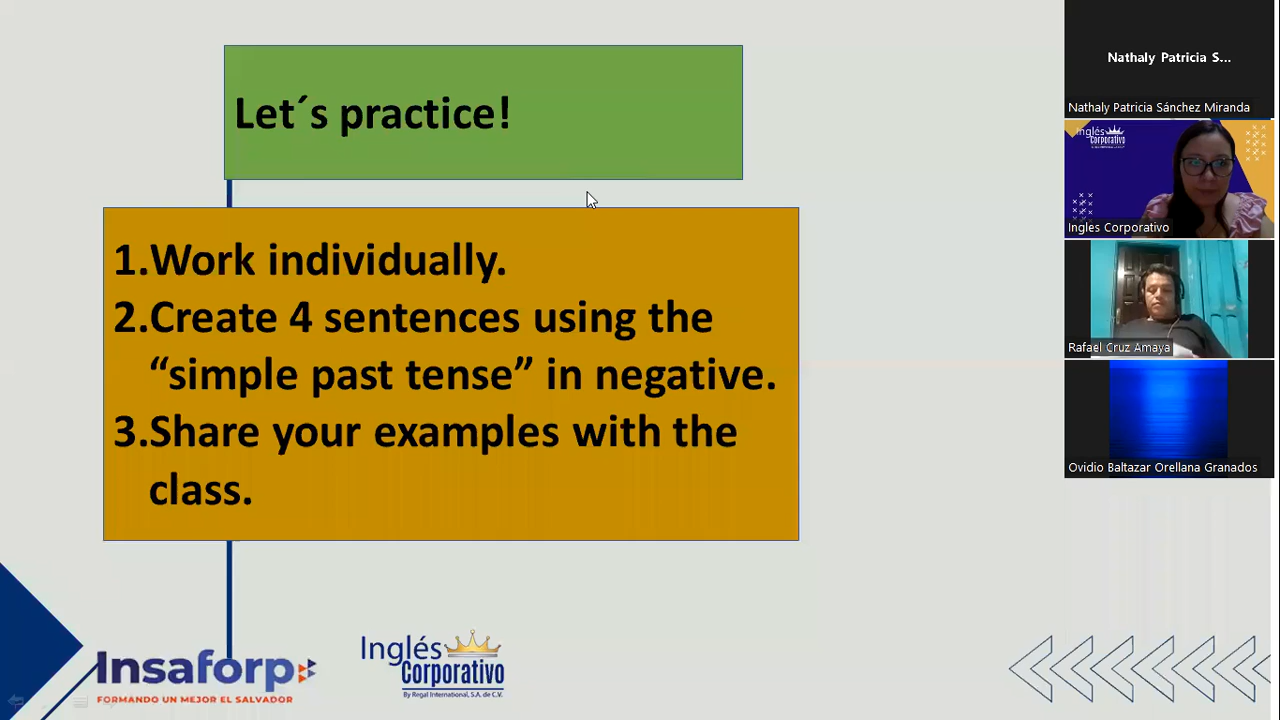 Let´s practice!
1.Work individually.
2.Create 4 sentences using the
“simple past tense” in negative.
3.Share your examples with the
class.
Insaforp
FORMANDO UN MEJOR EL SALVADOR
Inglés
Corporativo
By Regal International, S.A. de C.V.
Nathaly Patricia S...
Nathaly Patricia Sánchez Miranda
Inglés
Corporativo
Ingles Corporativo
Rafael Cruz Amaya
Ovidio Baltazar Orellana Granados